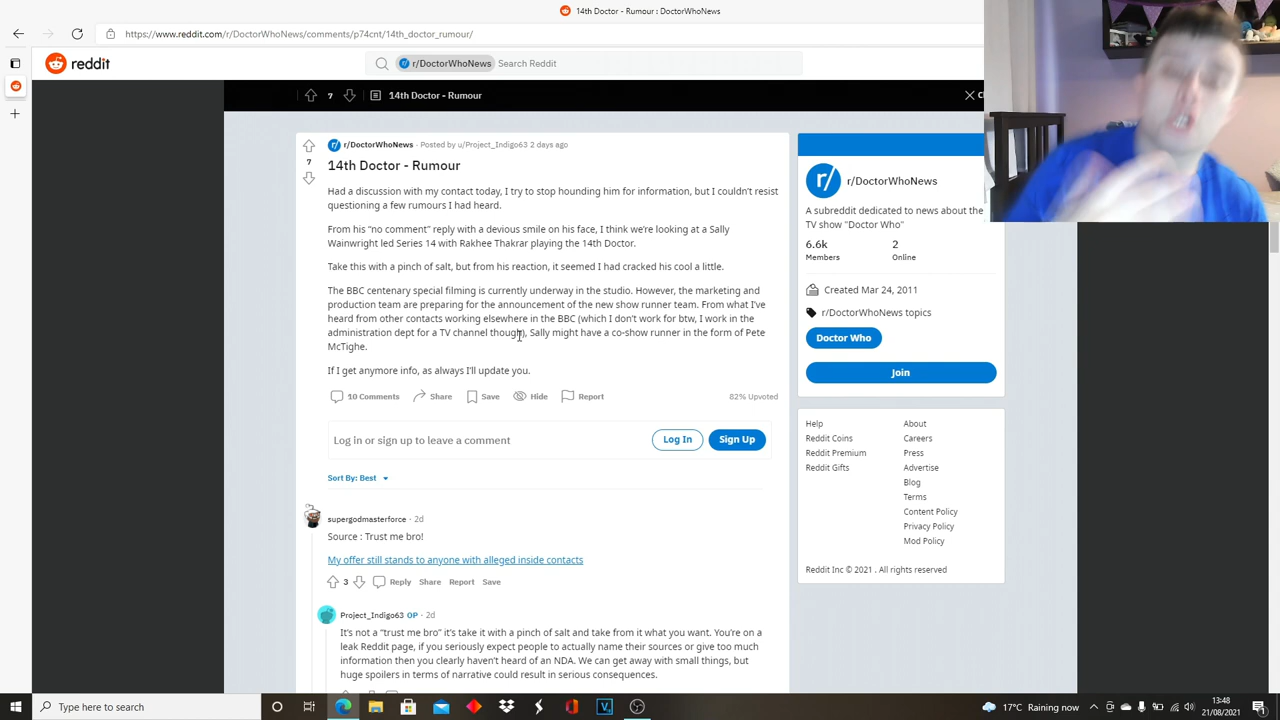 14th Doctor - Rumour : DoctorWhoNews
https://www.reddit.com/r/DoctorWhoNews/comments/p74cnt/14th_doctor_rumour/
reddit
r/DoctorWhoNews Search Reddit
7 14th Doctor - Rumour
r/DoctorWhoNews · Posted by u/Project_Indigo63 2 days ago
7
14th Doctor - Rumour
Had a discussion with my contact today, I try to stop hounding him for information, but I couldn't resist
questioning a few rumours I had heard.
From his “no comment” reply with a devious smile on his face, I think we're looking at a Sally
Wainwright led Series 14 with Rakhee Thakrar playing the 14th Doctor.
Take this with a pinch of salt, but from his reaction, it seemed I had cracked his cool a little.
The BBC centenary special filming is currently underway in the studio. However, the marketing and
production team are preparing for the announcement of the new show runner team. From what I've
heard from other contacts working elsewhere in the BBC (which I don't work for btw, I work in the
administration dept for a TV channel though), Sally might have a co-show runner in the form of Pete
McTighe.
If I get anymore info, as always I'll update you.
10 Comments Share Save Hide Report 82% Upvoted
Log in or sign up to leave a comment Log In Sign Up
Sort By: Best
supergodmasterforce · 2d
Source : Trust me bro!
My offer still stands to anyone with alleged inside contacts
3 Reply Share Report Save
Project_Indigo63 OP · 2d
It's not a “trust me bro” it's take it with a pinch of salt and take from it what you want. You're on a
leak Reddit page, if you seriously expect people to actually name their sources or give too much
information then you clearly haven't heard of an NDA. We can get away with small things, but
huge spoilers in terms of narrative could result in serious consequences.
r/ r/DoctorWhoNews
A subreddit dedicated to news about the
TV show "Doctor Who"
6.6k 2
Members Online
Created Mar 24, 2011
r/DoctorWhoNews topics
Doctor Who
Join
Help About
Reddit Coins Careers
Reddit Premium Press
Reddit Gifts Advertise
Blog
Terms
Content Policy
Privacy Policy
Mod Policy
Reddit Inc © 2021 . All rights reserved
Type here to search
17°C Raining now
13:48
21/08/2021